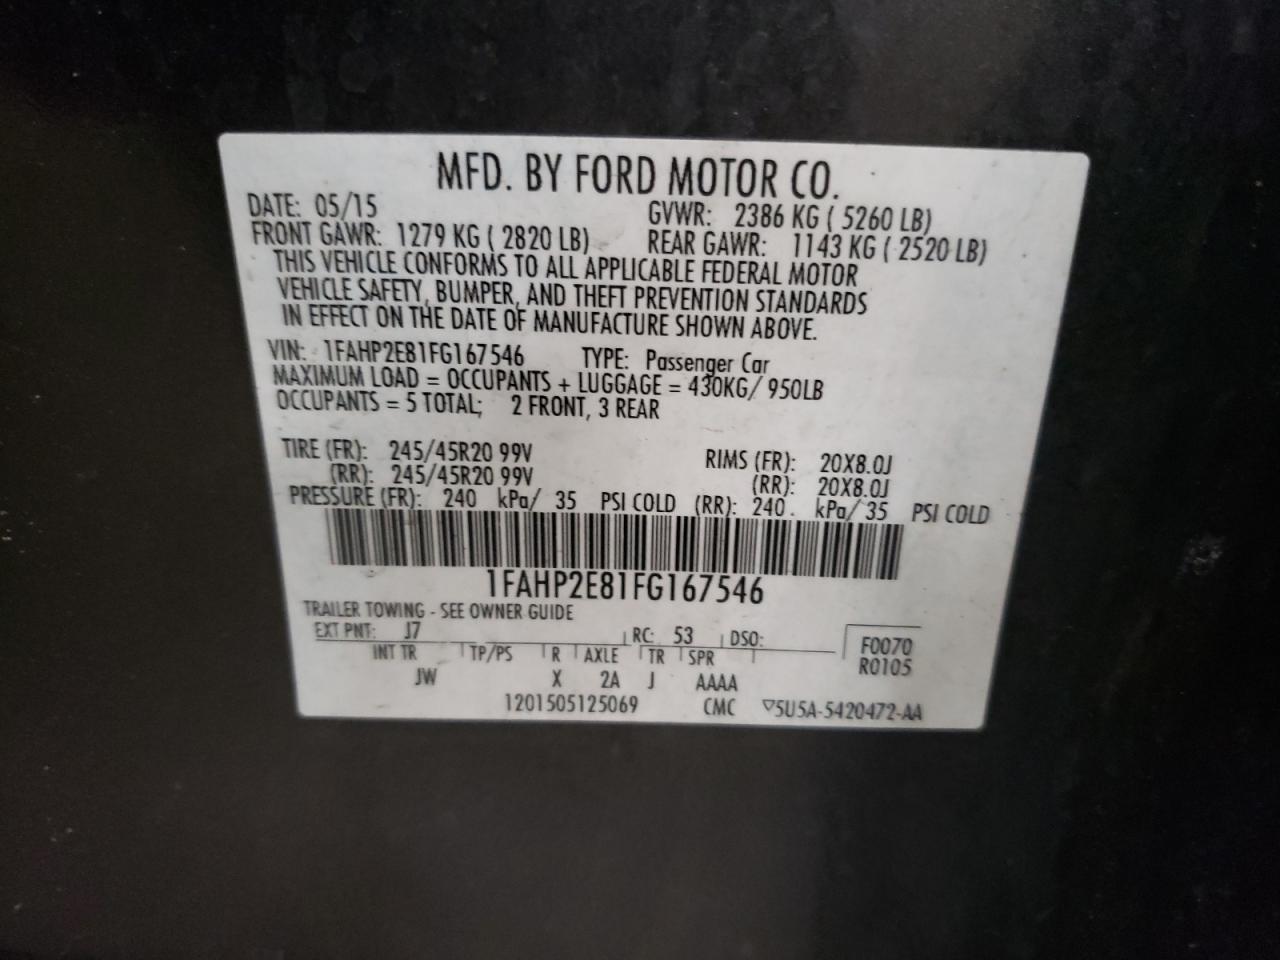 MFD. BY FORD MOTOR CO.
DATE: 05/15 GVWR: 2386 KG ( 5260 LB)
FRONT GAWR: 1279 KG ( 2820 LB) REAR GAWR: 1143 KG ( 2520 LB)
THIS VEHICLE CONFORMS TO ALL APPLICABLE FEDERAL MOTOR
VEHICLE SAFETY, BUMPER, AND THEFT PREVENTION STANDARDS
IN EFFECT ON THE DATE OF MANUFACTURE SHOWN ABOVE.
VIN: 1FAHP2E81FG167546 TYPE: Passenger Car
MAXIMUM LOAD = OCCUPANTS + LUGGAGE = 430KG/ 950LB
OCCUPANTS = 5 TOTAL; 2 FRONT, 3 REAR
TIRE (FR): 245/45R20 99V RIMS (FR): 20X8.0J
(RR): 245/45R20 99V (RR): 20X8.0J
PRESSURE (FR): 240 kPa/ 35 PSI COLD (RR): 240 kPa/ 35 PSI COLD
1FAHP2E81FG167546
TRAILER TOWING - SEE OWNER GUIDE
EXT PNT: J7 RC: 53 DSO: F0070
INT TR TP/PS R AXLE TR SPR R0105
JW X 2A J AAAA
1201505125069 CMC ▽5U5A-5420472-AA